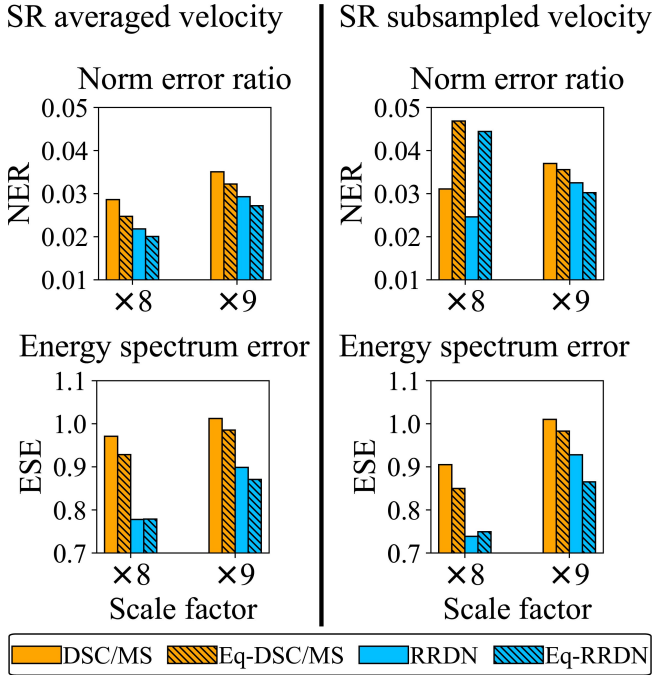 SR averaged velocity
Norm error ratio
NER
0.05
0.04
0.03
0.02
0.01
×8
×9
Energy spectrum error
ESE
1.1
1.0
0.9
0.8
0.7
×8
×9
Scale factor
SR subsampled velocity
Norm error ratio
NER
0.05
0.04
0.03
0.02
0.01
×8
×9
Energy spectrum error
ESE
1.1
1.0
0.9
0.8
0.7
×8
×9
Scale factor
DSC/MS Eq-DSC/MS RRDN Eq-RRDN